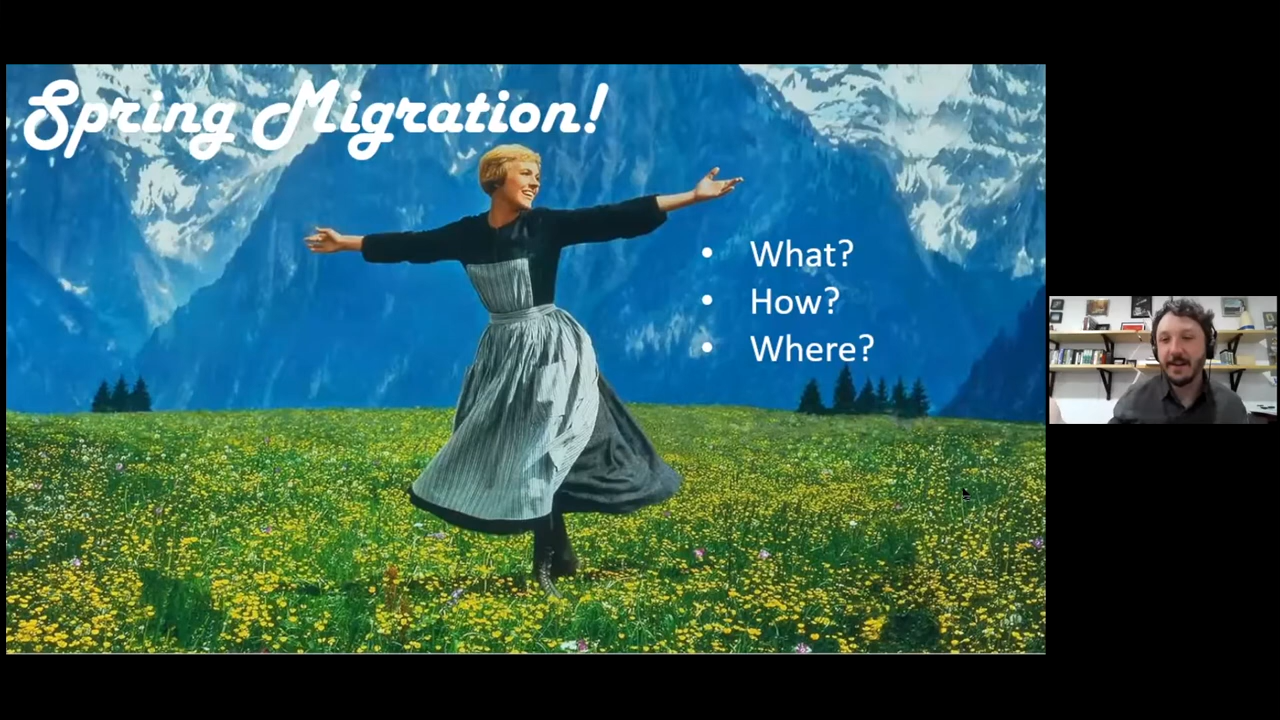 Spring Migration!
• What?
• How?
• Where?